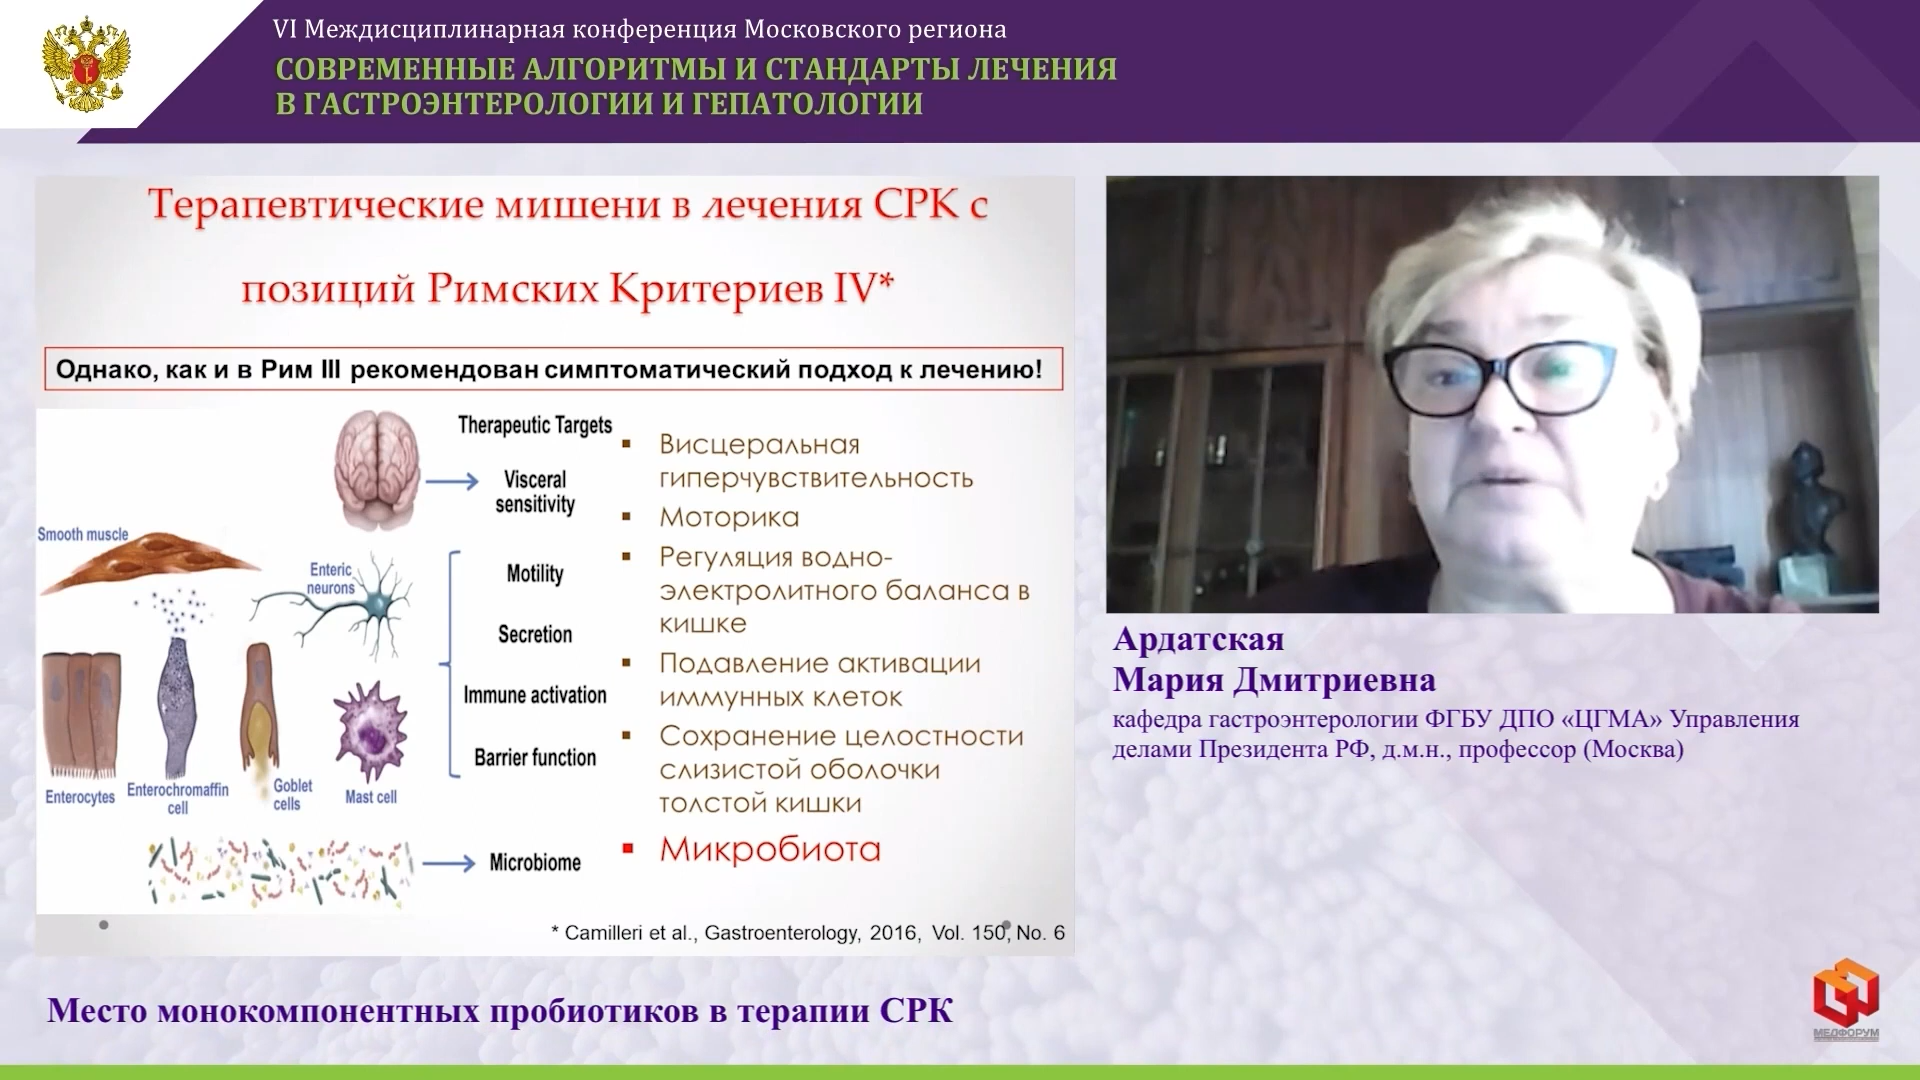 VI Междисциплинарная конференция Московского региона
СОВРЕМЕННЫЕ АЛГОРИТМЫ И СТАНДАРТЫ ЛЕЧЕНИЯ
В ГАСТРОЭНТЕРОЛОГИИ И ГЕПАТОЛОГИИ
Терапевтические мишени в лечения СРК с
позиций Римских Критериев IV*
Однако, как и в Рим III рекомендован симптоматический подход к лечению!
Therapeutic Targets
Visceral
sensitivity
Smooth muscle
Enteric
neurons
Motility
Secretion
Immune activation
Barrier function
Enterocytes
Enterochromaffin
cell
Goblet
cells
Mast cell
Microbiome
▪ Висцеральная
гиперчувствительность
▪ Моторика
▪ Регуляция водно-
электролитного баланса в
кишке
▪ Подавление активации
иммунных клеток
▪ Сохранение целостности
слизистой оболочки
толстой кишки
▪ Микробиота
* Camilleri et al., Gastroenterology, 2016, Vol. 150, No. 6
Ардатская
Мария Дмитриевна
кафедра гастроэнтерологии ФГБУ ДПО «ЦГМА» Управления
делами Президента РФ, д.м.н., профессор (Москва)
Место монокомпонентных пробиотиков в терапии СРК
МЕДФОРУМ